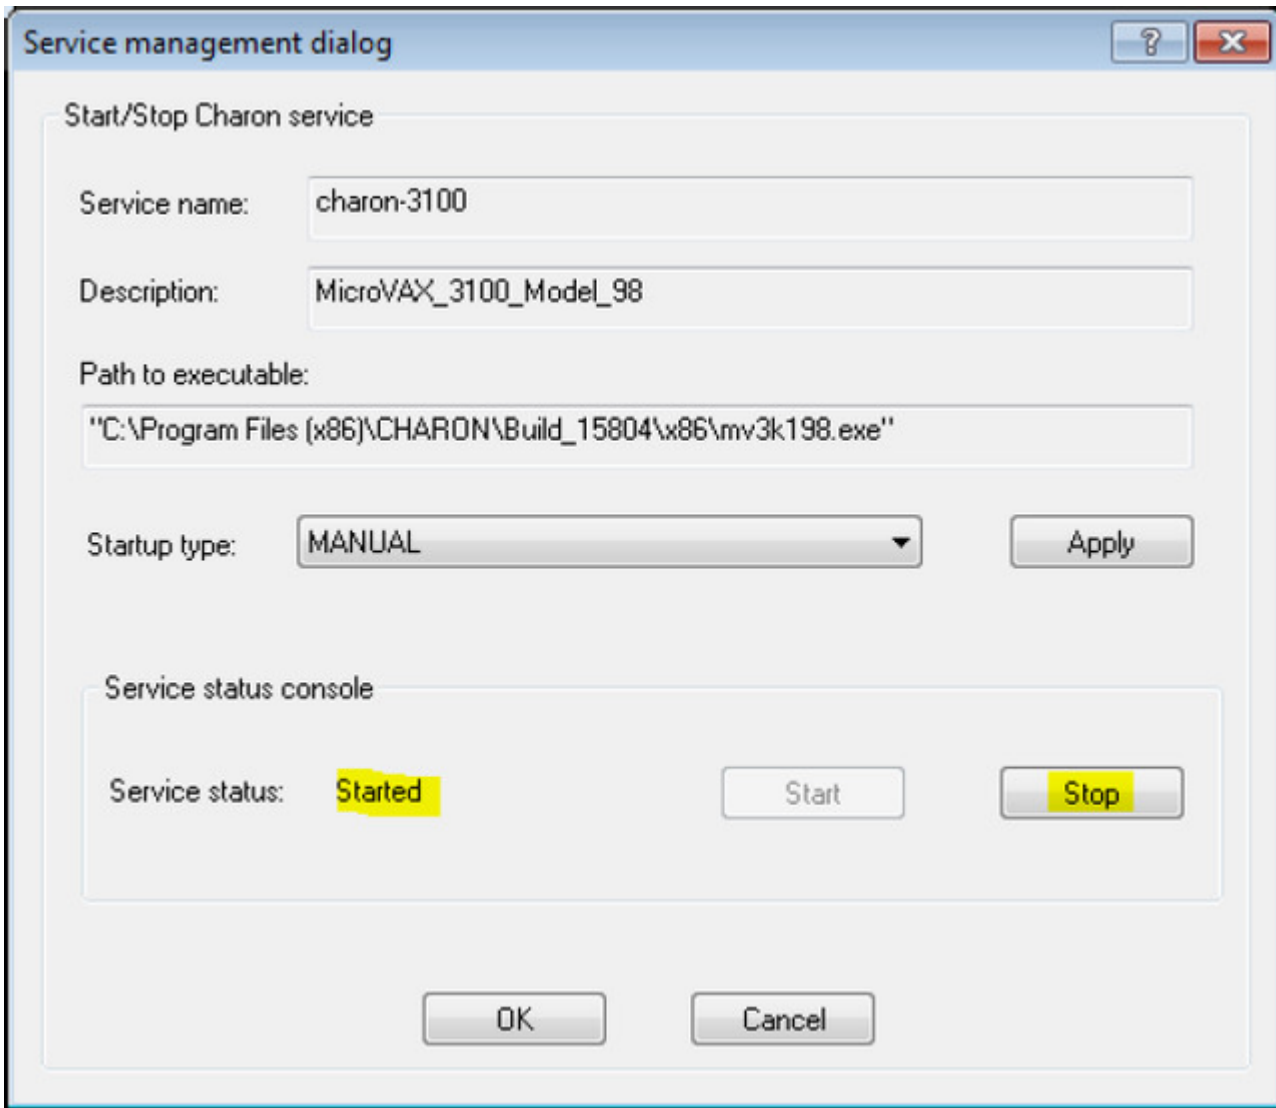 Service management dialog
Start/Stop Charon service
Service name: charon-3100
Description: MicroVAX_3100_Model_98
Path to executable:
"C:\Program Files (x86)\CHARON\Build_15804\x86\mv3k198.exe"
Startup type: MANUAL Apply
Service status console
Service status: Started Start Stop
OK Cancel